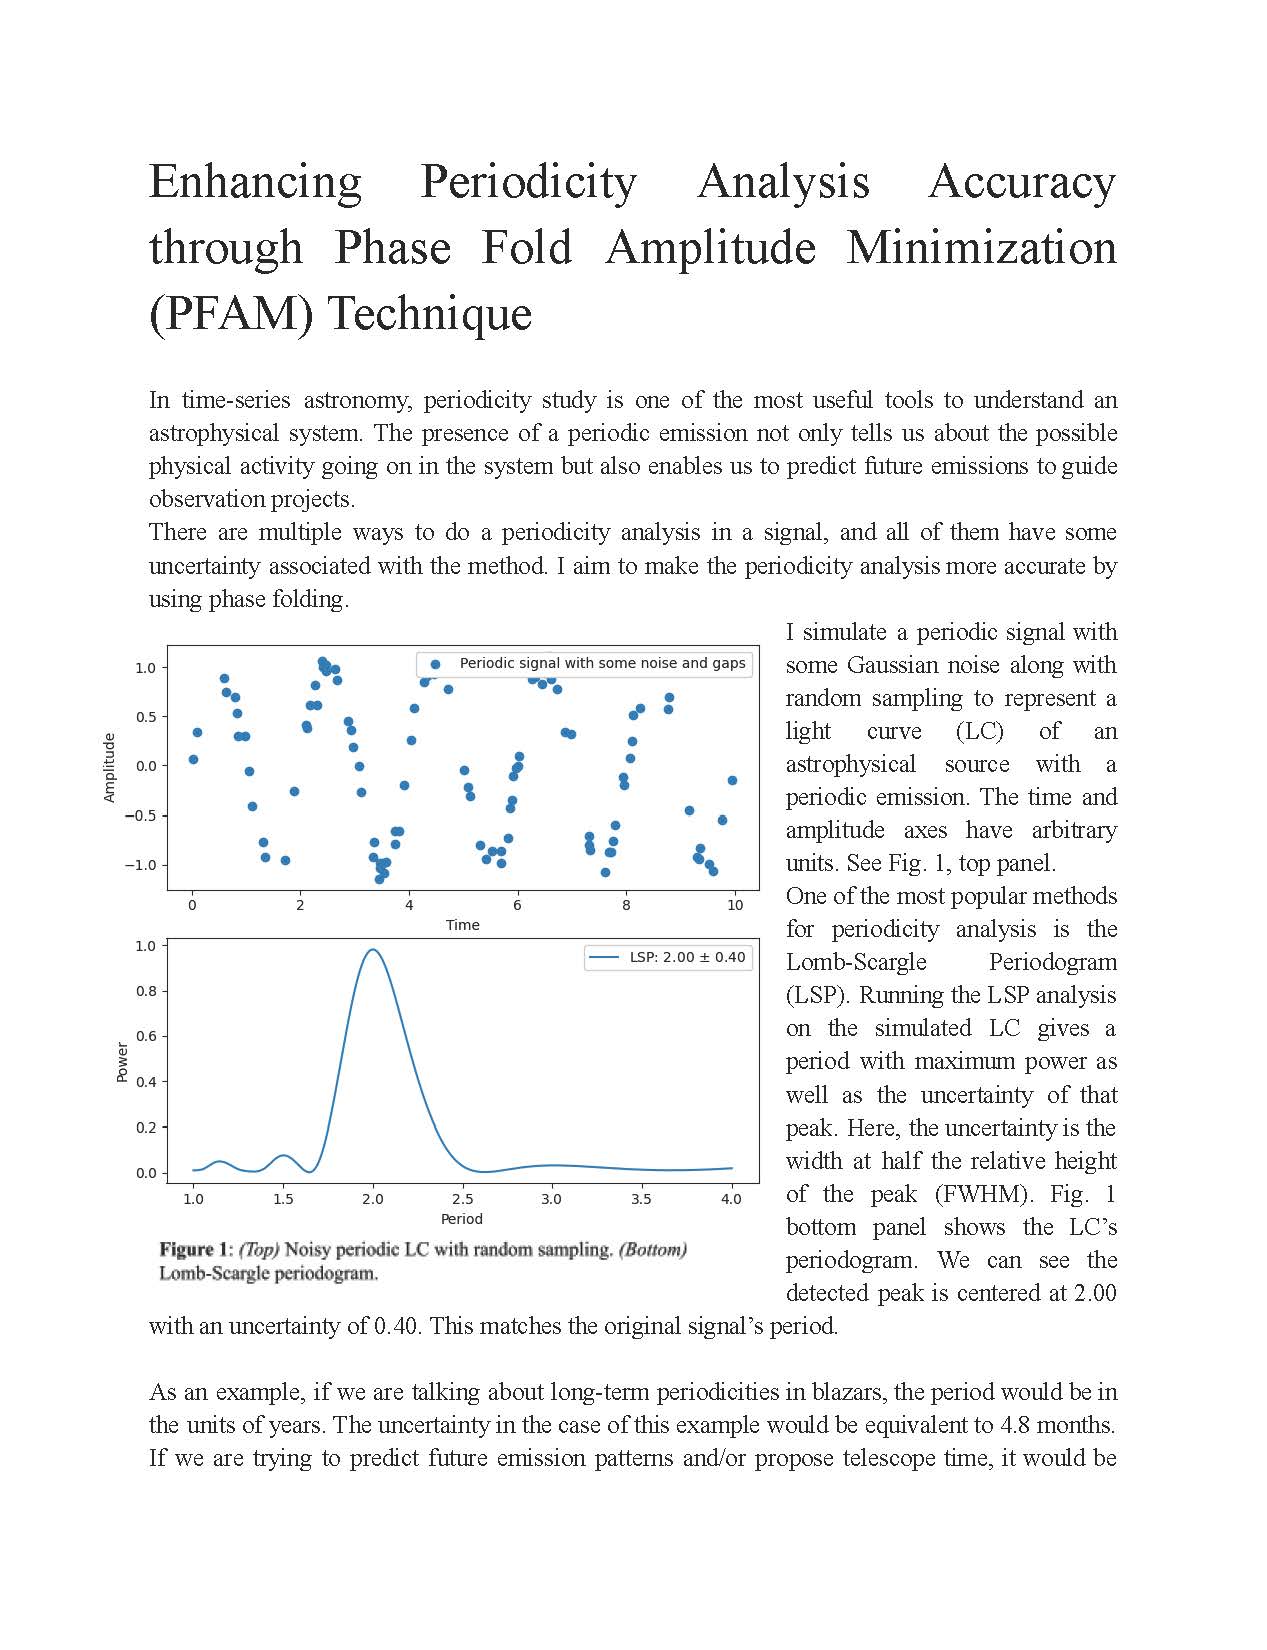 Enhancing Periodicity Analysis Accuracy
through Phase Fold Amplitude Minimization
(PFAM) Technique
In time-series astronomy, periodicity study is one of the most useful tools to understand an
astrophysical system. The presence of a periodic emission not only tells us about the possible
physical activity going on in the system but also enables us to predict future emissions to guide
observation projects.
There are multiple ways to do a periodicity analysis in a signal, and all of them have some
uncertainty associated with the method. I aim to make the periodicity analysis more accurate by
using phase folding.
Periodic signal with some noise and gaps
1.0
0.5
0.0
−0.5
−1.0
Amplitude
0 2 4 6 8 10
Time
LSP: 2.00 ± 0.40
1.0
0.8
0.6
0.4
0.2
0.0
Power
1.0 1.5 2.0 2.5 3.0 3.5 4.0
Period
Figure 1: (Top) Noisy periodic LC with random sampling. (Bottom)
Lomb-Scargle periodogram.
I simulate a periodic signal with
some Gaussian noise along with
random sampling to represent a
light curve (LC) of an
astrophysical source with a
periodic emission. The time and
amplitude axes have arbitrary
units. See Fig. 1, top panel.
One of the most popular methods
for periodicity analysis is the
Lomb-Scargle Periodogram
(LSP). Running the LSP analysis
on the simulated LC gives a
period with maximum power as
well as the uncertainty of that
peak. Here, the uncertainty is the
width at half the relative height
of the peak (FWHM). Fig. 1
bottom panel shows the LC’s
periodogram. We can see the
detected peak is centered at 2.00
with an uncertainty of 0.40. This matches the original signal’s period.
As an example, if we are talking about long-term periodicities in blazars, the period would be in
the units of years. The uncertainty in the case of this example would be equivalent to 4.8 months.
If we are trying to predict future emission patterns and/or propose telescope time, it would be